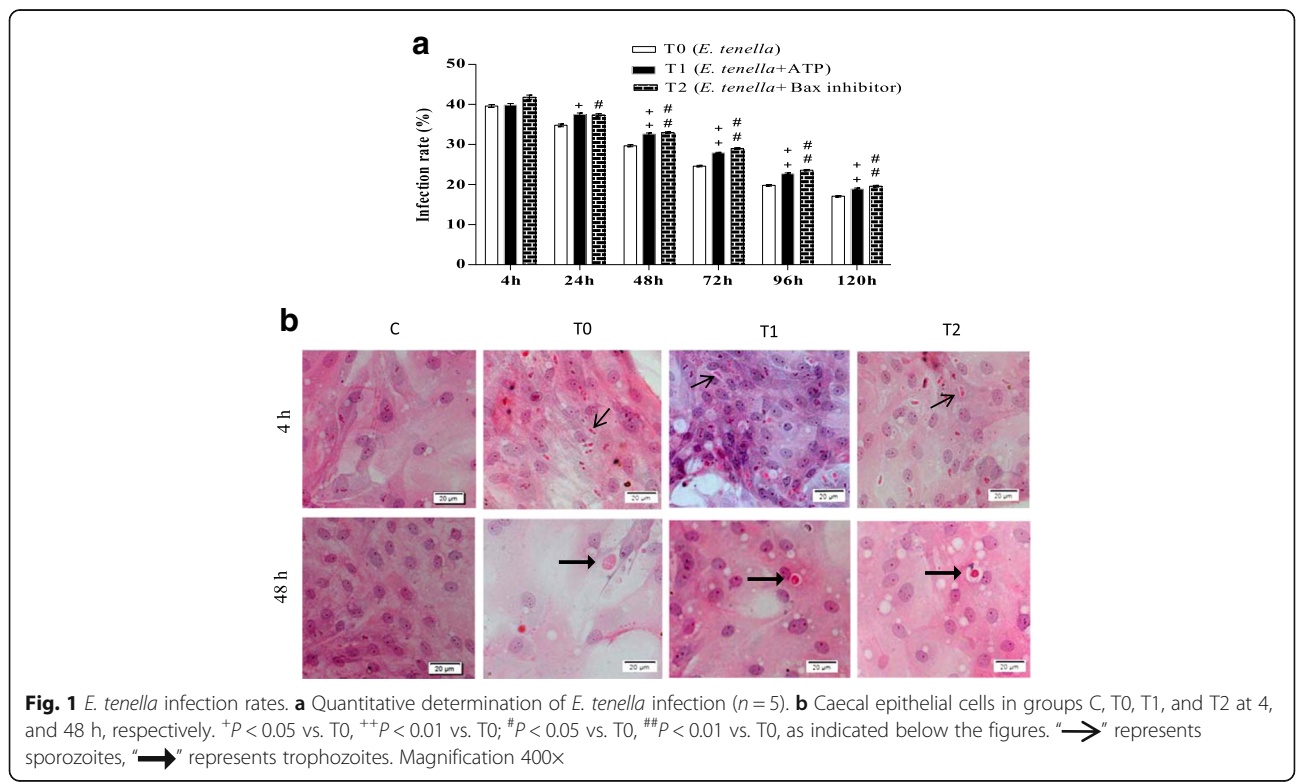 a
T0 (E. tenella)
T1 (E. tenella+ATP)
T2 (E. tenella+ Bax inhibitor)
Infection rate (%)
50
40
30
20
10
0
+ #
+ + # #
+ + # #
+ + # #
+ + # #
4h 24h 48h 72h 96h 120h
b
C T0 T1 T2
4 h
20 µm 20 µm 20 µm 20 µm
48 h
20 µm 20 µm 20 µm 20 µm
Fig. 1 E. tenella infection rates. a Quantitative determination of E. tenella infection (n = 5). b Caecal epithelial cells in groups C, T0, T1, and T2 at 4,
and 48 h, respectively. +P < 0.05 vs. T0, ++P < 0.01 vs. T0; #P < 0.05 vs. T0, ##P < 0.01 vs. T0, as indicated below the figures. “→” represents
sporozoites, “➡” represents trophozoites. Magnification 400×